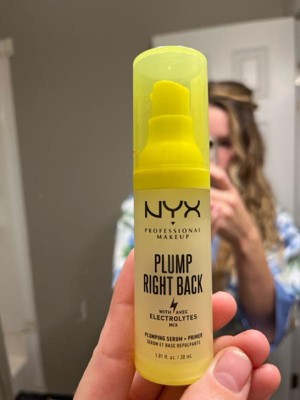 NYX
PROFESSIONAL
MAKEUP
PLUMP
RIGHT BACK
WITH AVEC
ELECTROLYTES
MIX
PLUMPING SERUM + PRIMER
SÉRUM ET BASE REPULPANTE
1.01 fl. oz / 30 mL